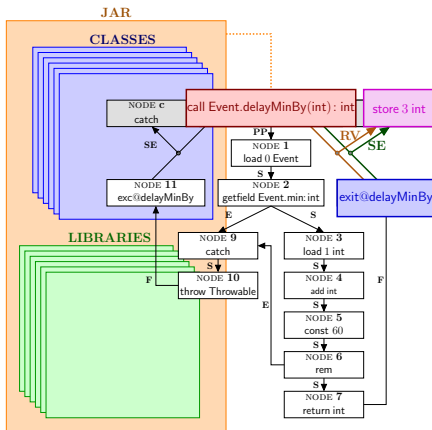 JAR
CLASSES
NODE c
catch
call Event.delayMinBy(int): int
store 3 int
RV
SE
SE
PP
NODE 1
load 0 Event
S
NODE 11
exc@delayMinBy
NODE 2
getfield Event.min: int
exit@delayMinBy
E
S
LIBRARIES
NODE 9
catch
NODE 3
load 1 int
S
S
NODE 10
throw Throwable
NODE 4
add int
F
F
S
E
NODE 5
const 60
S
NODE 6
rem
S
NODE 7
return int